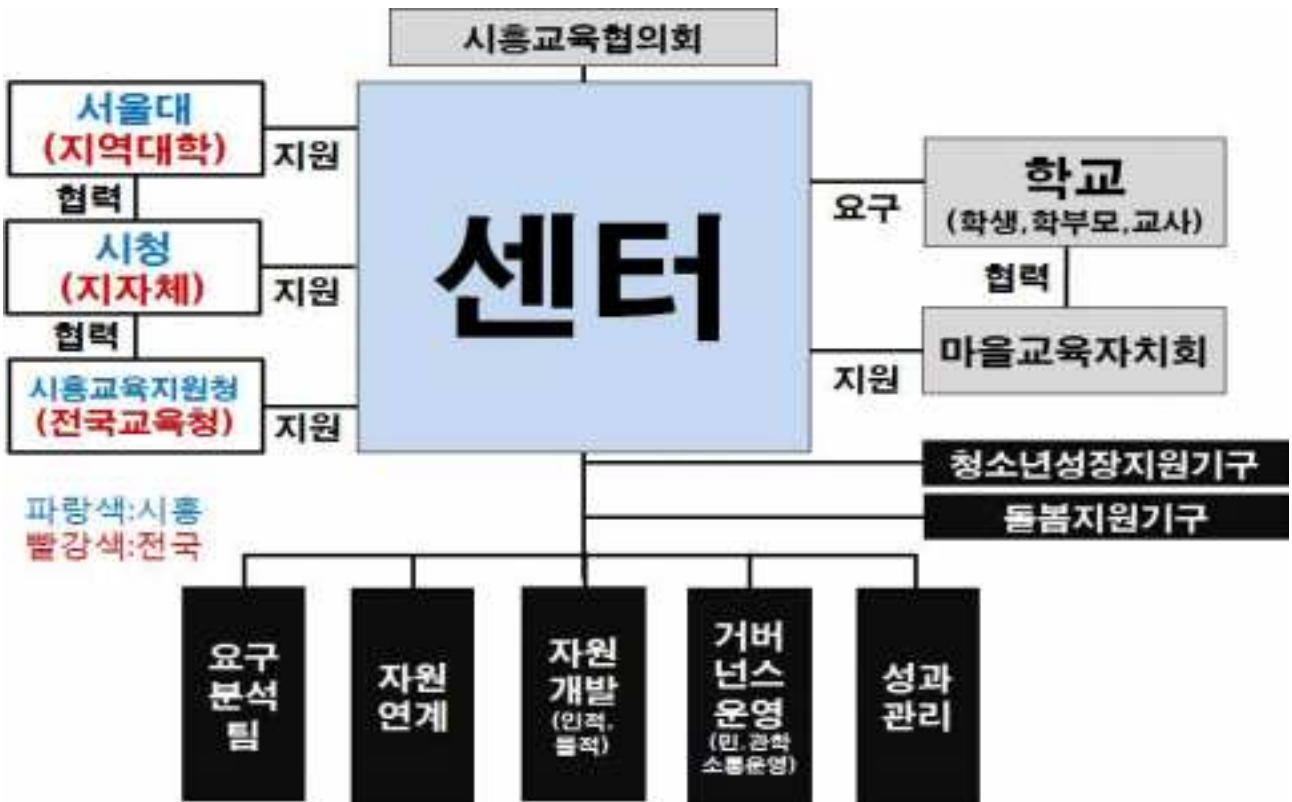 시흥교육협의회
서울대
(지역대학)
지원
협력
시청
(지자체)
지원
협력
시흥교육지원청
(전국교육청)
지원
센터
요구
학교
(학생,학부모,교사)
협력
지원
마을교육자치회
청소년성장지원기구
돌봄지원기구
파랑색:시흥
빨강색:전국
요구
분석
팀
자원
연계
자원
개발
(인적,
물적)
거버
넌스
운영
(민.관학
소통운영)
성과
관리